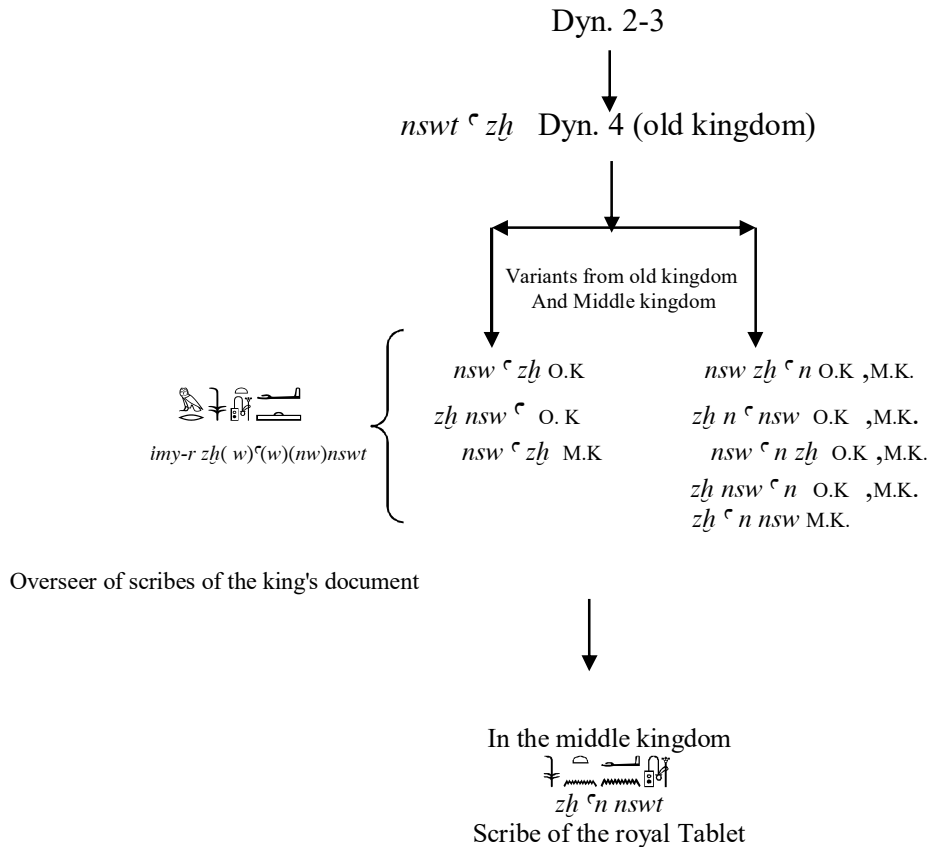 Dyn. 2-3
nswt ꜥ zẖ Dyn. 4 (old kingdom)
Variants from old kingdom
And Middle kingdom
nsw ꜥ zẖ O.K
zẖ nsw ꜥ O. K
nsw ꜥ zẖ M.K
nsw zẖ ꜥ n O.K ,M.K.
zẖ n ꜥ nsw O.K ,M.K.
nsw ꜥ n zẖ O.K ,M.K.
zẖ nsw ꜥ n O.K ,M.K.
zẖ ꜥ n nsw M.K.
imy-r zẖ( w)ꜥ(w)(nw)nswt
Overseer of scribes of the king's document
In the middle kingdom
zẖ ꜥn nswt
Scribe of the royal Tablet